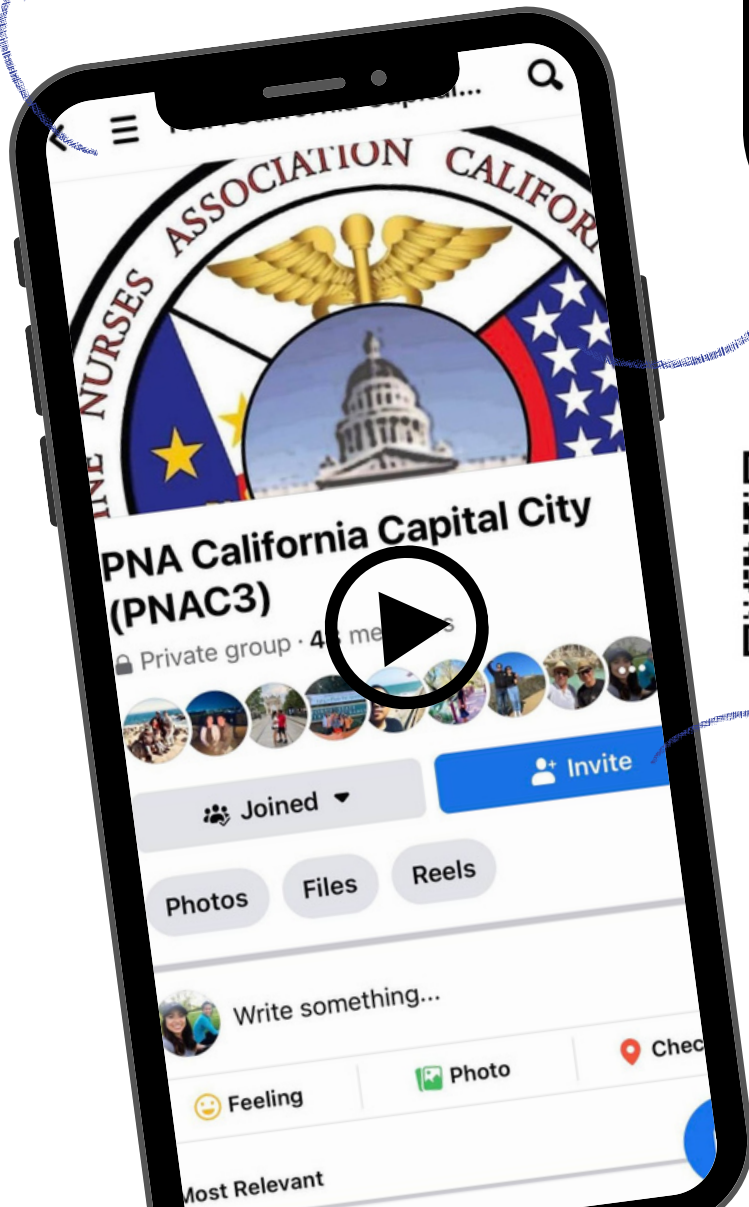 INE NURSES ASSOCIATION CALIFOR
PNA California Capital City
(PNAC3)
Private group ·
Joined
Invite
Photos
Files
Reels
Write something...
Feeling
Photo
Chec
Most Relevant